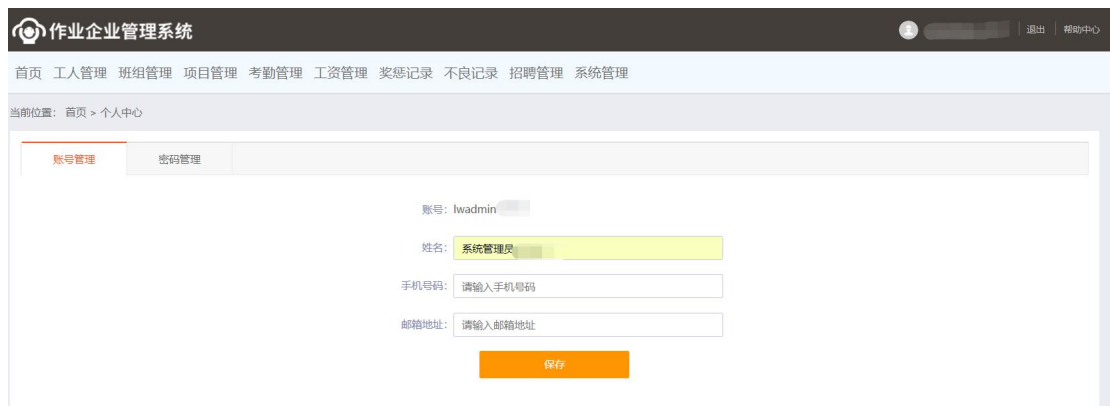 作业企业管理系统
退出 帮助中心
首页 工人管理 班组管理 项目管理 考勤管理 工资管理 奖惩记录 不良记录 招聘管理 系统管理
当前位置： 首页 > 个人中心
账号管理 密码管理
账号： lwadmin
姓名： 系统管理员
手机号码： 请输入手机号码
邮箱地址： 请输入邮箱地址
保存